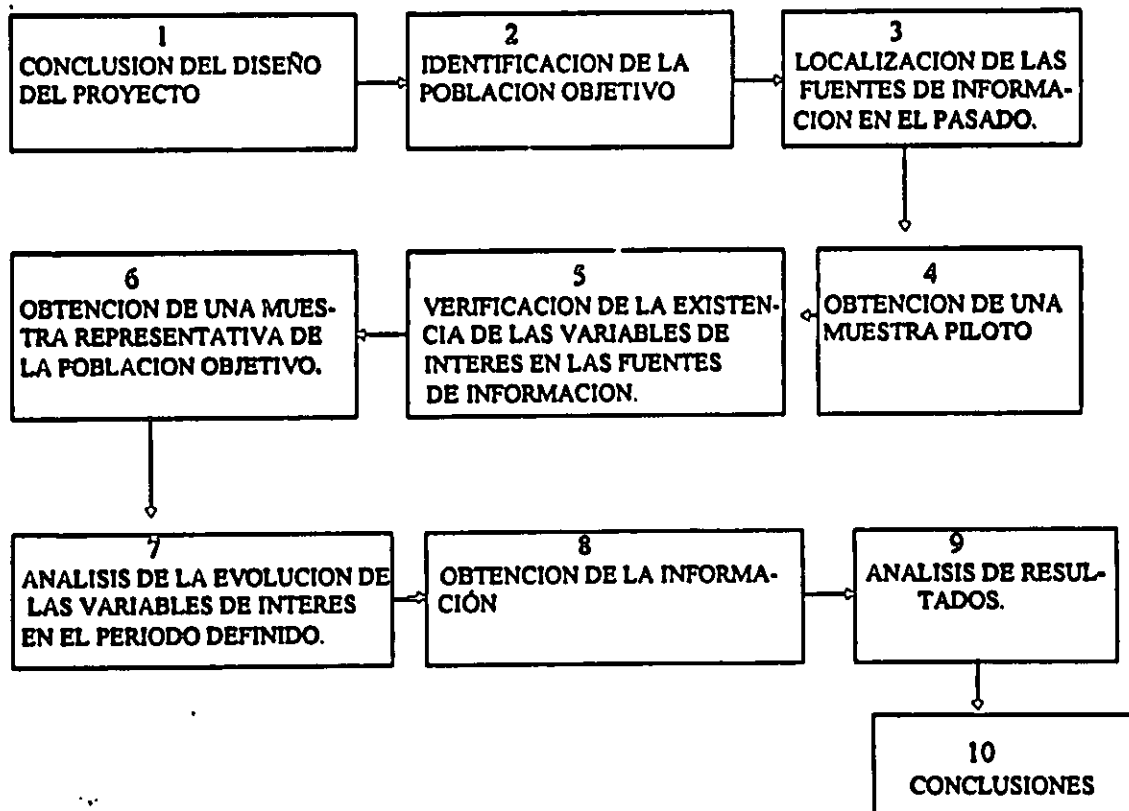 1
CONCLUSION DEL DISEÑO
DEL PROYECTO
2
IDENTIFICACION DE LA
POBLACION OBJETIVO
3
LOCALIZACION DE LAS
FUENTES DE INFORMA-
CION EN EL PASADO.
4
OBTENCION DE UNA
MUESTRA PILOTO
5
VERIFICACION DE LA EXISTEN-
CIA DE LAS VARIABLES DE
INTERES EN LAS FUENTES
DE INFORMACION.
6
OBTENCION DE UNA MUES-
TRA REPRESENTATIVA DE
LA POBLACION OBJETIVO.
7
ANALISIS DE LA EVOLUCION DE
LAS VARIABLES DE INTERES
EN EL PERIODO DEFINIDO.
8
OBTENCION DE LA INFORMA-
CIÓN
9
ANALISIS DE RESUL-
TADOS.
10
CONCLUSIONES